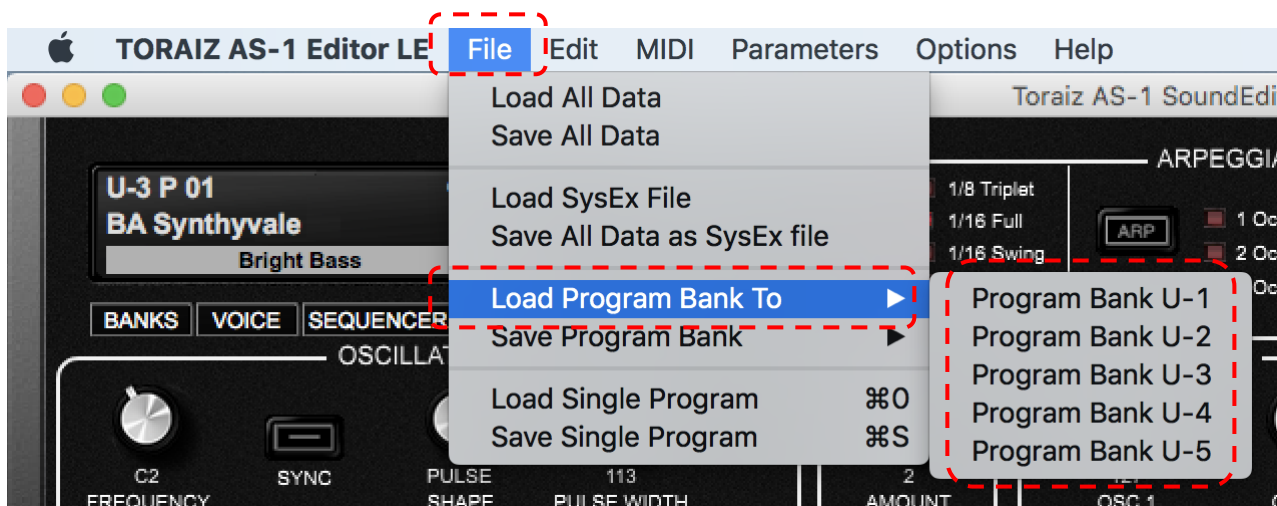 TORAIZ AS-1 Editor LE File Edit MIDI Parameters Options Help
Toraiz AS-1 SoundEdi
Load All Data
Save All Data
Load SysEx File
Save All Data as SysEx file
Load Program Bank To ▶
Save Program Bank ▶
Load Single Program ⌘O
Save Single Program ⌘S
Program Bank U-1
Program Bank U-2
Program Bank U-3
Program Bank U-4
Program Bank U-5
U-3 P 01
BA Synthyvale
Bright Bass
BANKS VOICE SEQUENCER
OSCILLAT
C2 SYNC PULSE 113 2
FREQUENCY SHAPE PULSE WIDTH AMOUNT OSC 1
1/8 Triplet
1/16 Full
1/16 Swing
ARPEGGIA
ARP
1 Oc
2 Oc
Oc